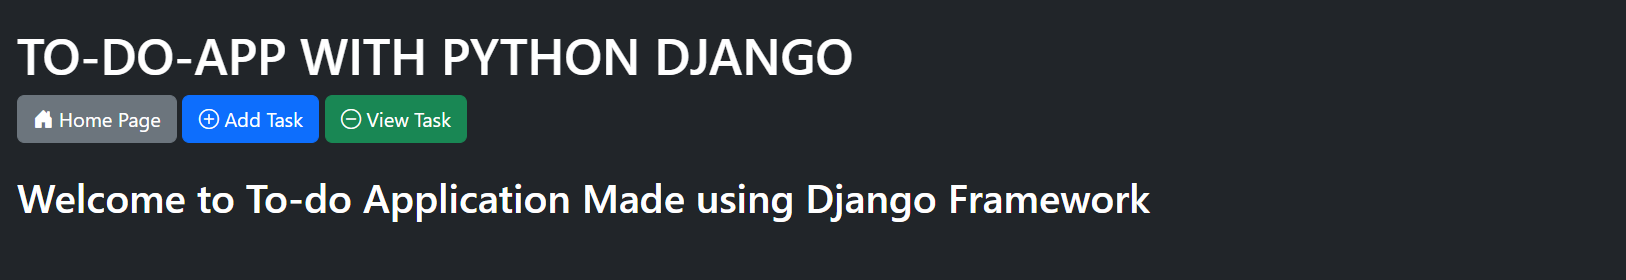 TO-DO-APP WITH PYTHON DJANGO
Home Page Add Task View Task
Welcome to To-do Application Made using Django Framework